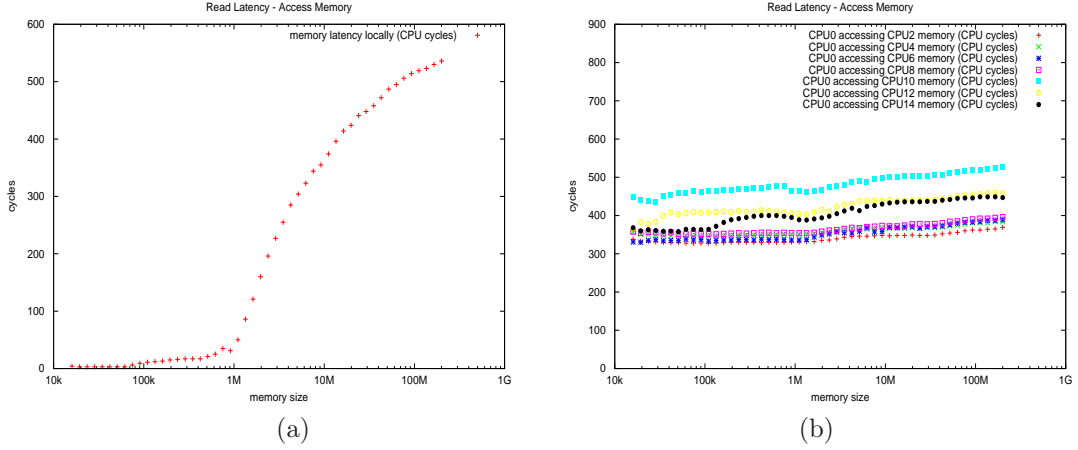 Read Latency - Access Memory
memory latency locally (CPU cycles)
600
500
400
300
200
100
0
cycles
10k 100k 1M 10M 100M 1G
memory size
(a)
Read Latency - Access Memory
CPU0 accessing CPU2 memory (CPU cycles)
CPU0 accessing CPU4 memory (CPU cycles)
CPU0 accessing CPU6 memory (CPU cycles)
CPU0 accessing CPU8 memory (CPU cycles)
CPU0 accessing CPU10 memory (CPU cycles)
CPU0 accessing CPU12 memory (CPU cycles)
CPU0 accessing CPU14 memory (CPU cycles)
900
800
700
600
500
400
300
200
100
0
cycles
10k 100k 1M 10M 100M 1G
memory size
(b)